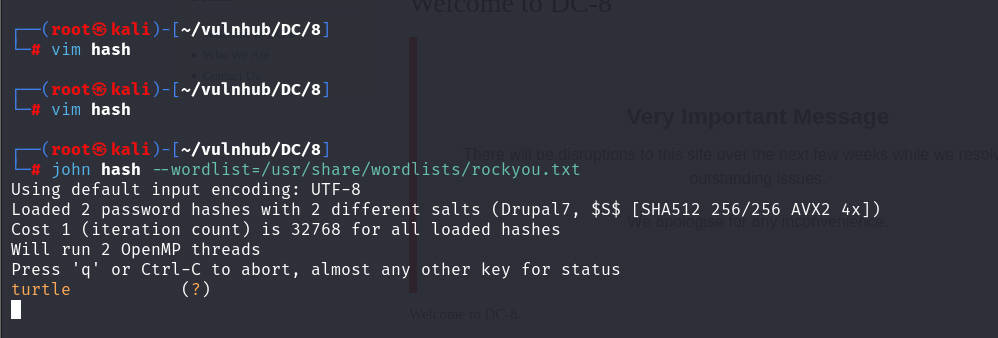 Welcome to DC-8
┌──(root㉿kali)-[~/vulnhub/DC/8]
└─# vim hash
Who We Are
┌──(root㉿kali)-[~/vulnhub/DC/8]
└─# vim hash
Very Important Message
┌──(root㉿kali)-[~/vulnhub/DC/8]
└─# john hash --wordlist=/usr/share/wordlists/rockyou.txt
There will be disruptions to this site over the next few weeks while we resolv
outstanding issues.
Using default input encoding: UTF-8
Loaded 2 password hashes with 2 different salts (Drupal7, $S$ [SHA512 256/256 AVX2 4x])
We apologise for any inconvenience.
Cost 1 (iteration count) is 32768 for all loaded hashes
Will run 2 OpenMP threads
Press 'q' or Ctrl-C to abort, almost any other key for status
turtle (?)
Welcome to DC-8.